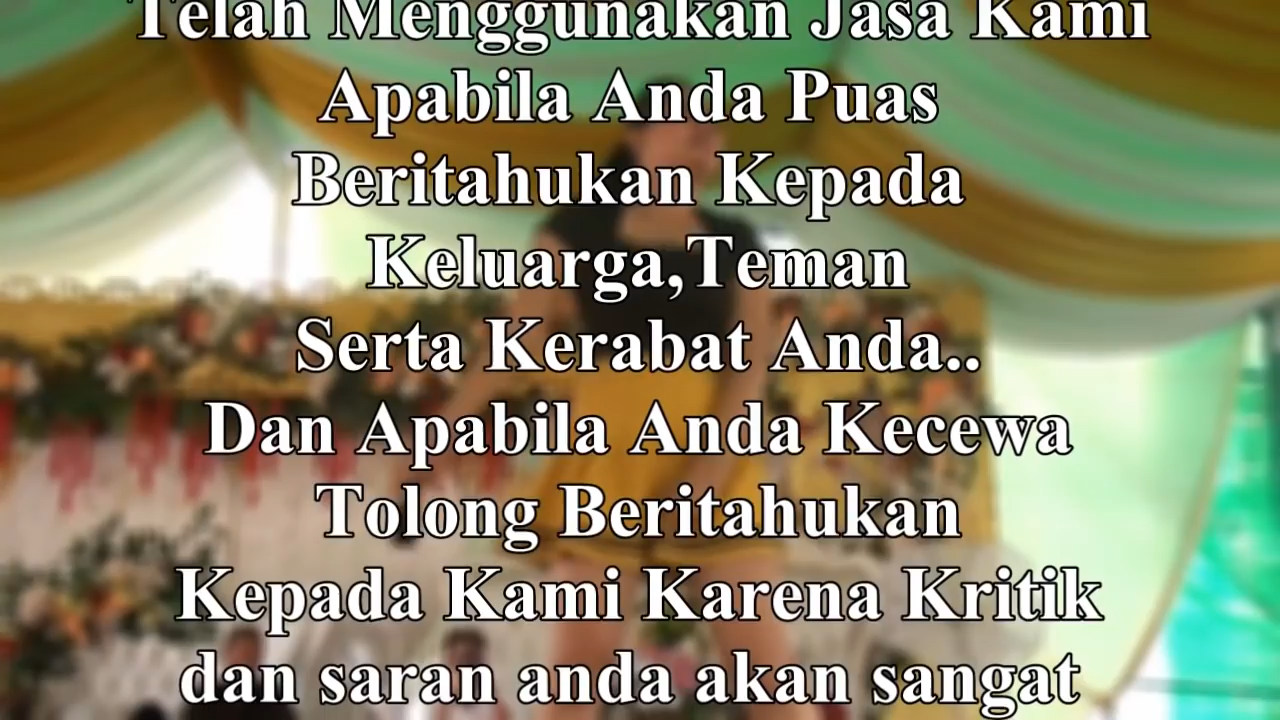 Telah Menggunakan Jasa Kami
Apabila Anda Puas
Beritahukan Kepada
Keluarga,Teman
Serta Kerabat Anda..
Dan Apabila Anda Kecewa
Tolong Beritahukan
Kepada Kami Karena Kritik
dan saran anda akan sangat